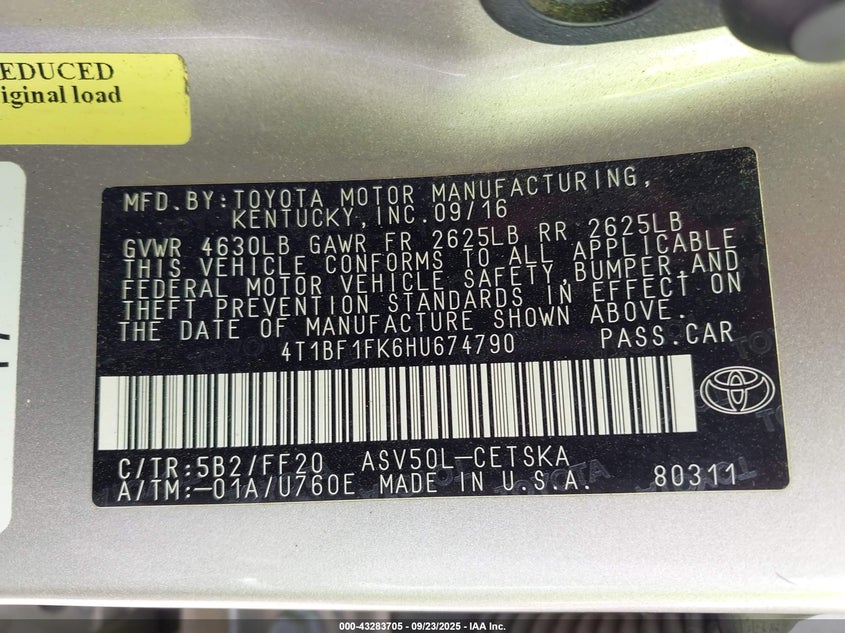 EDUCED
iginal load
MFD.BY:TOYOTA MOTOR MANUFACTURING,
KENTUCKY,INC.09/16
GVWR 4630LB GAWR FR 2625LB RR 2625LB
THIS VEHICLE CONFORMS TO ALL APPLICABLE
FEDERAL MOTOR VEHICLE SAFETY,BUMPER,AND
THEFT PREVENTION STANDARDS IN EFFECT ON
THE DATE OF MANUFACTURE SHOWN ABOVE.
4T1BF1FK6HU674790 PASS.CAR
C/TR:5B2/FF20 ASV50L-CETSKA
A/TM:-01A/U760E MADE IN U.S.A. 80311
000-43283705 - 09/23/2025 - IAA Inc.